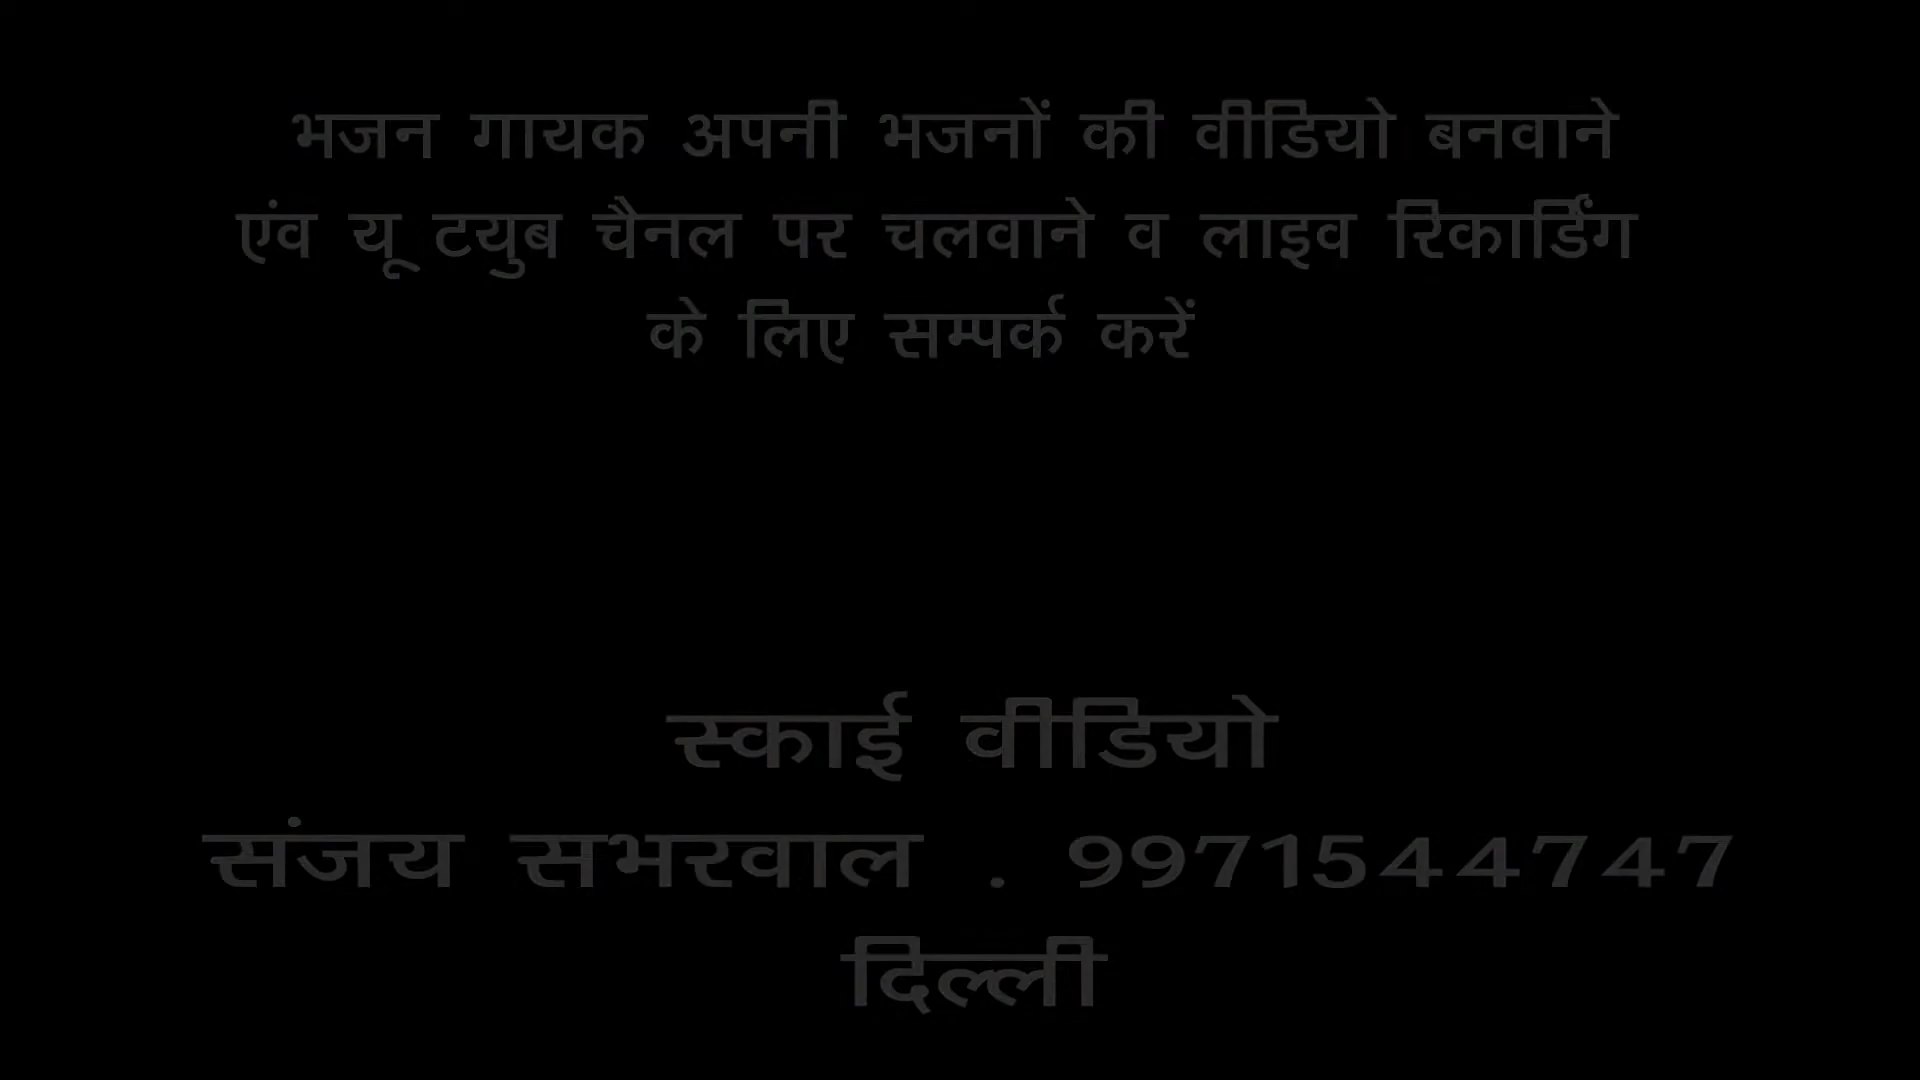 भजन गायक अपनी भजनों की वीडियो बनवाने
एंव यू टयुब चैनल पर चलवाने व लाइव रिकार्डिंग
के लिए सम्पर्क करें
स्काई वीडियो
संजय सभरवाल . 9971544747
दिल्ली